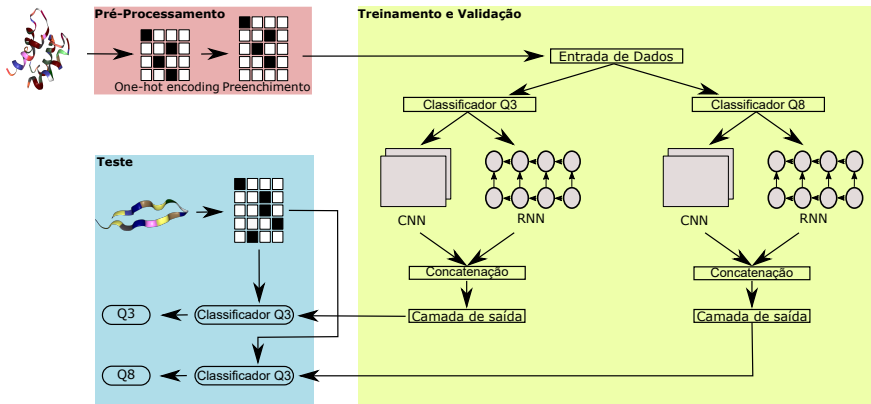 Pré-Processamento
One-hot encoding
Preenchimento
Treinamento e Validação
Entrada de Dados
Classificador Q3
Classificador Q8
CNN
RNN
CNN
RNN
Concatenação
Concatenação
Camada de saída
Camada de saída
Teste
Q3
Classificador Q3
Q8
Classificador Q3